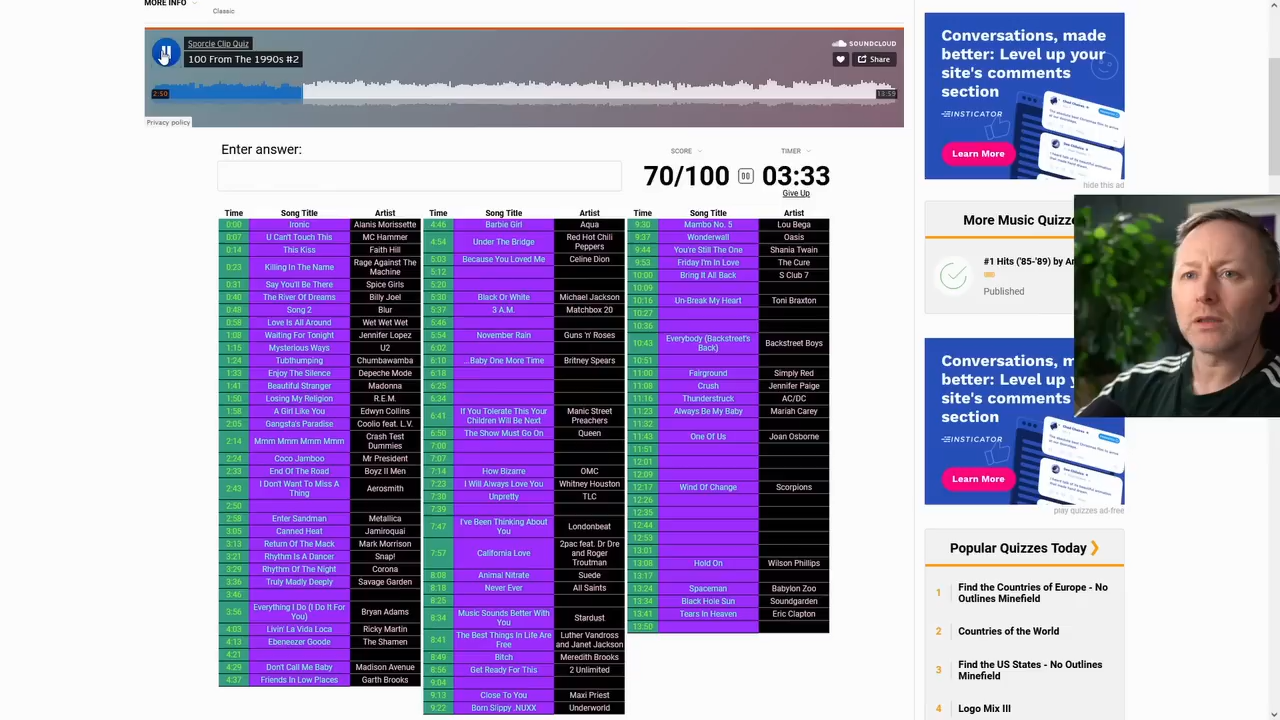 MORE INFO
Classic
Sporcle Clip Quiz
100 From The 1990s #2
SOUNDCLOUD
Share
2:50
13:59
Privacy policy
Enter answer:
SCORE
TIMER
70/100
03:33
Give Up
Time Song Title Artist
0:00 Ironic Alanis Morissette
0:07 U Can't Touch This MC Hammer
0:14 This Kiss Faith Hill
0:23 Killing In The Name Rage Against The Machine
0:31 Say You'll Be There Spice Girls
0:40 The River Of Dreams Billy Joel
0:48 Song 2 Blur
0:58 Love Is All Around Wet Wet Wet
1:08 Waiting For Tonight Jennifer Lopez
1:15 Mysterious Ways U2
1:24 Tubthumping Chumbawamba
1:33 Enjoy The Silence Depeche Mode
1:41 Beautiful Stranger Madonna
1:50 Losing My Religion R.E.M.
1:58 A Girl Like You Edwyn Collins
2:05 Gangsta's Paradise Coolio feat. L.V.
2:14 Mmm Mmm Mmm Mmm Crash Test Dummies
2:24 Coco Jamboo Mr President
2:33 End Of The Road Boyz II Men
2:43 I Don't Want To Miss A Thing Aerosmith
2:50
2:58 Enter Sandman Metallica
3:05 Canned Heat Jamiroquai
3:13 Return Of The Mack Mark Morrison
3:21 Rhythm Is A Dancer Snap!
3:29 Rhythm Of The Night Corona
3:36 Truly Madly Deeply Savage Garden
3:46
3:56 Everything I Do (I Do It For You) Bryan Adams
4:03 Livin' La Vida Loca Ricky Martin
4:13 Ebeneezer Goode The Shamen
4:21
4:29 Don't Call Me Baby Madison Avenue
4:37 Friends In Low Places Garth Brooks
Time Song Title Artist
4:46 Barbie Girl Aqua
4:54 Under The Bridge Red Hot Chili Peppers
5:03 Because You Loved Me Celine Dion
5:12
5:20
5:30 Black Or White Michael Jackson
5:37 3 A.M. Matchbox 20
5:46
5:54 November Rain Guns 'n' Roses
6:02
6:10 ...Baby One More Time Britney Spears
6:18
6:25
6:34
6:41 If You Tolerate This Your Children Will Be Next Manic Street Preachers
6:50 The Show Must Go On Queen
7:00
7:07
7:14 How Bizarre OMC
7:23 I Will Always Love You Whitney Houston
7:30 Unpretty TLC
7:39
7:47 I've Been Thinking About You Londonbeat
7:57 California Love 2pac feat. Dr Dre and Roger Troutman
8:08 Animal Nitrate Suede
8:18 Never Ever All Saints
8:25
8:34 Music Sounds Better With You Stardust
8:41 The Best Things In Life Are Free Luther Vandross and Janet Jackson
8:49 Bitch Meredith Brooks
8:56 Get Ready For This 2 Unlimited
9:04
9:13 Close To You Maxi Priest
9:22 Born Slippy .NUXX Underworld
Time Song Title Artist
9:30 Mambo No. 5 Lou Bega
9:37 Wonderwall Oasis
9:44 You're Still The One Shania Twain
9:53 Friday I'm In Love The Cure
10:00 Bring It All Back S Club 7
10:09
10:16 Un-Break My Heart Toni Braxton
10:27
10:36
10:43 Everybody (Backstreet's Back) Backstreet Boys
10:51
11:00 Fairground Simply Red
11:08 Crush Jennifer Paige
11:16 Thunderstruck AC/DC
11:23 Always Be My Baby Mariah Carey
11:32
11:43 One Of Us Joan Osborne
11:51
12:01
12:09
12:17 Wind Of Change Scorpions
12:26
12:35
12:44
12:53
13:01
13:08 Hold On Wilson Phillips
13:17
13:24 Spaceman Babylon Zoo
13:34 Black Hole Sun Soundgarden
13:41 Tears In Heaven Eric Clapton
13:50
Conversations, made
better: Level up your
site's comments
section
INSTICATOR
Learn More
hide this ad
More Music Quizze
#1 Hits ('85-'89) by Ar
Published
Conversations, m
better: Level up y
site's comments
section
INSTICATOR
Learn More
play quizzes ad-free
Popular Quizzes Today
1 Find the Countries of Europe - No
Outlines Minefield
2 Countries of the World
3 Find the US States - No Outlines
Minefield
4 Logo Mix III